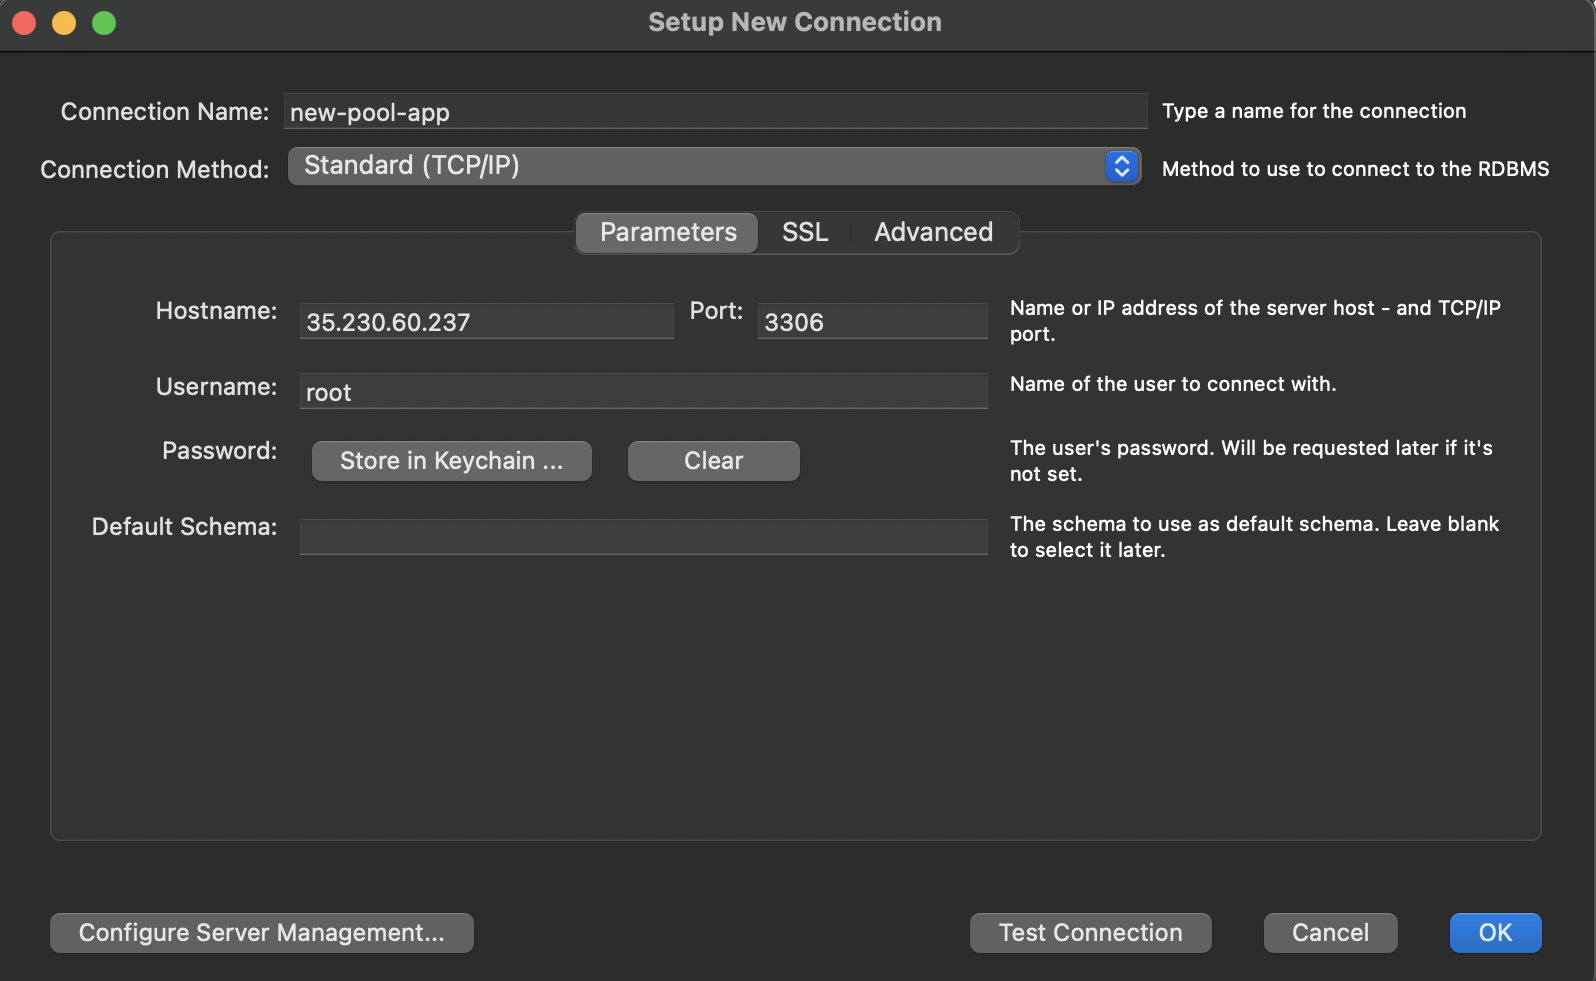 Setup New Connection
Connection Name: new-pool-app Type a name for the connection
Connection Method: Standard (TCP/IP) Method to use to connect to the RDBMS
Parameters SSL Advanced
Hostname: 35.230.60.237 Port: 3306 Name or IP address of the server host - and TCP/IP
port.
Username: root Name of the user to connect with.
Password: Store in Keychain ... Clear The user's password. Will be requested later if it's
not set.
Default Schema: The schema to use as default schema. Leave blank
to select it later.
Configure Server Management... Test Connection Cancel OK